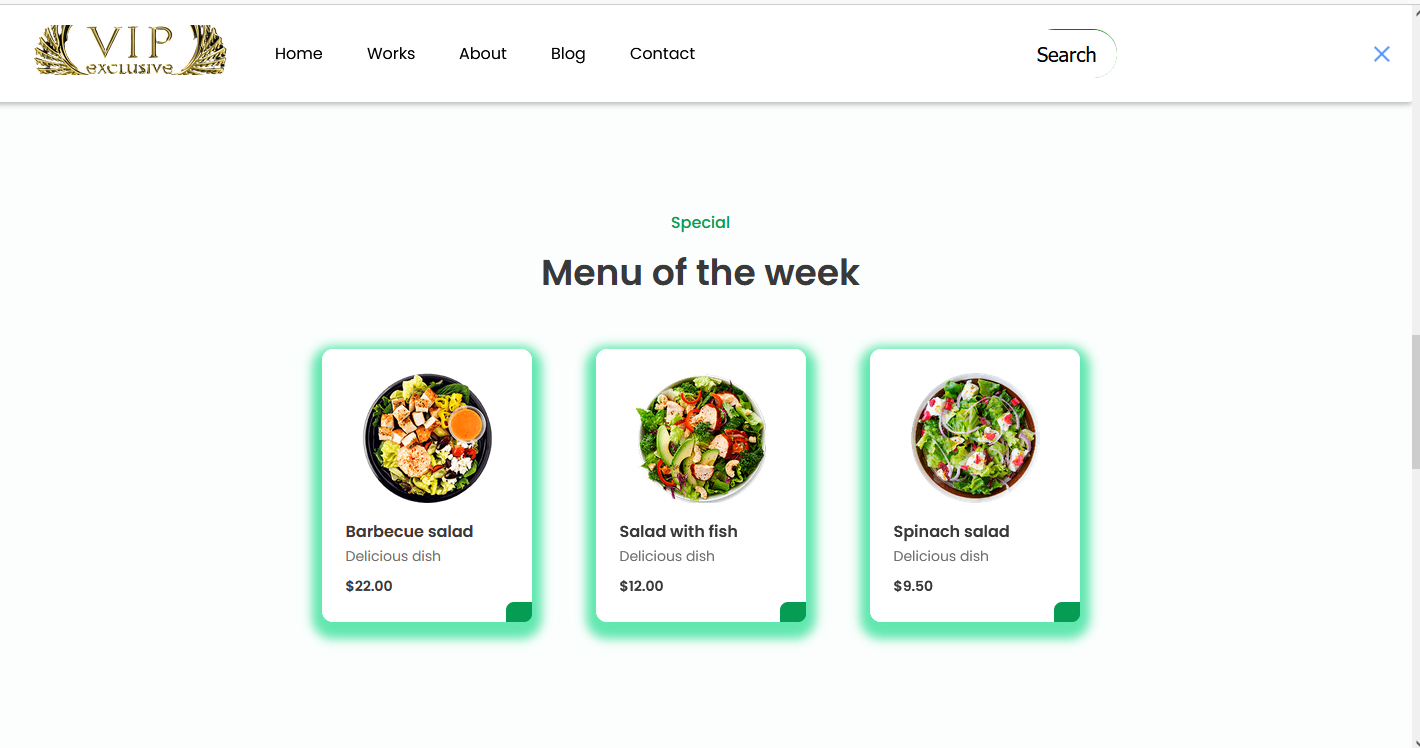 VIP
exclusive
Home Works About Blog Contact Search
Special
Menu of the week
Barbecue salad Salad with fish Spinach salad
Delicious dish Delicious dish Delicious dish
$22.00 $12.00 $9.50